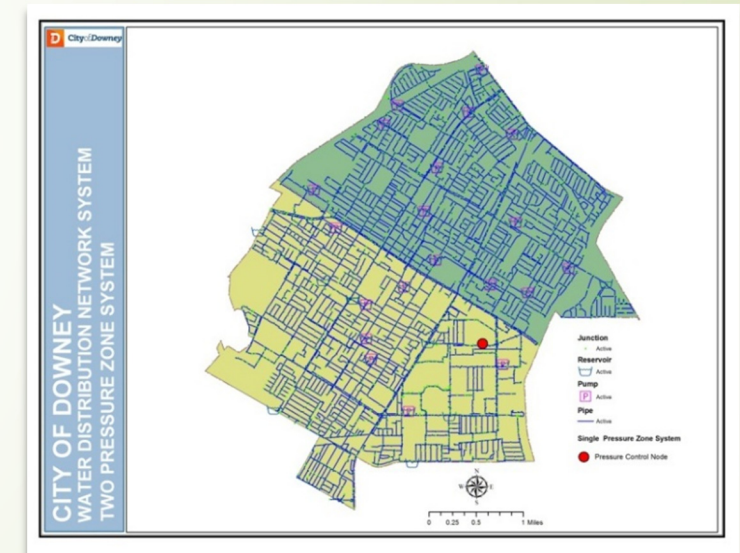 D City of Downey
CITY OF DOWNEY
WATER DISTRIBUTION NETWORK SYSTEM
TWO PRESSURE ZONE SYSTEM
Junction
Active
Reservoir
Active
Pump
P Active
Pipe
Active
Single Pressure Zone System
Pressure Control Node
N
W E
S
0 0.25 0.5 1 Miles